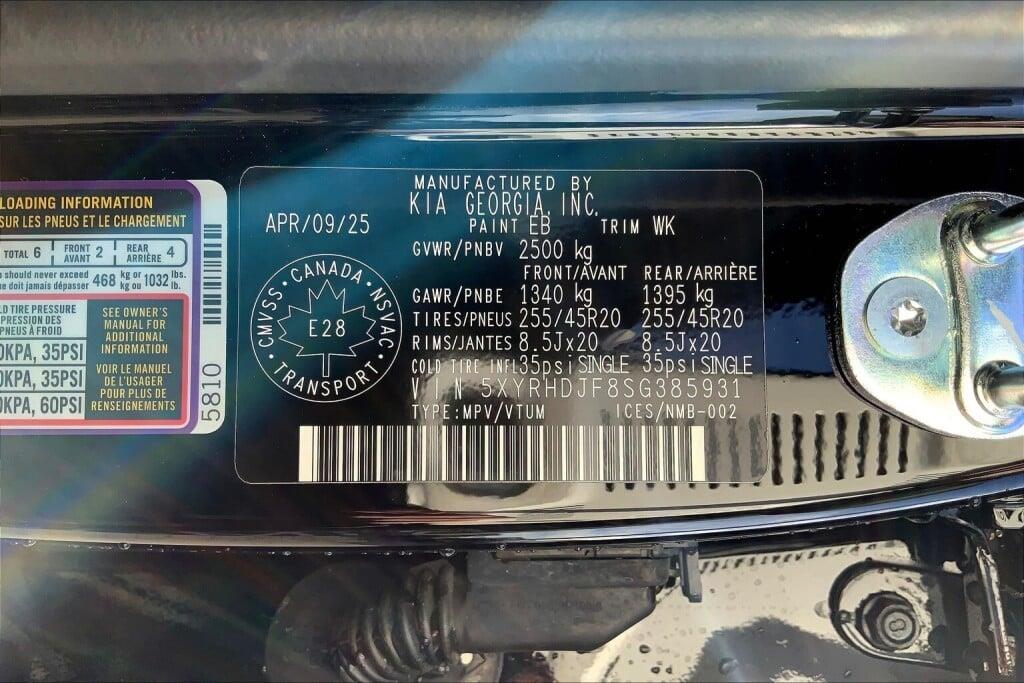 LOADING INFORMATION
SUR LES PNEUS ET LE CHARGEMENT
TOTAL 6 FRONT AVANT 2 REAR ARRIÈRE 4
should never exceed 468 kg or 1032 lbs.
ne doit jamais dépasser kg ou lb.
TIRE PRESSURE
PRESSION DES
PNEUS À FROID
KPA, 35PSI
KPA, 35PSI
KPA, 60PSI
SEE OWNER'S
MANUAL FOR
ADDITIONAL
INFORMATION
VOIR LE MANUEL
DE L'USAGER
POUR PLUS DE
RENSEIGNEMENTS
5810
MANUFACTURED BY
KIA GEORGIA, INC.
APR/09/25
PAINT EB TRIM WK
GVWR/PNBV 2500 kg
FRONT/AVANT REAR/ARRIÈRE
GAWR/PNBE 1340 kg 1395 kg
TIRES/PNEUS 255/45R20 255/45R20
RIMS/JANTES 8.5Jx20 8.5Jx20
COLD TIRE INFL 35psi SINGLE 35psi SINGLE
VIN 5XYRHDJF8SG385931
TYPE:MPV/VTUM ICES/NMB-002
CMVSS · CANADA · NSVAC · TRANSPORT ·
E28